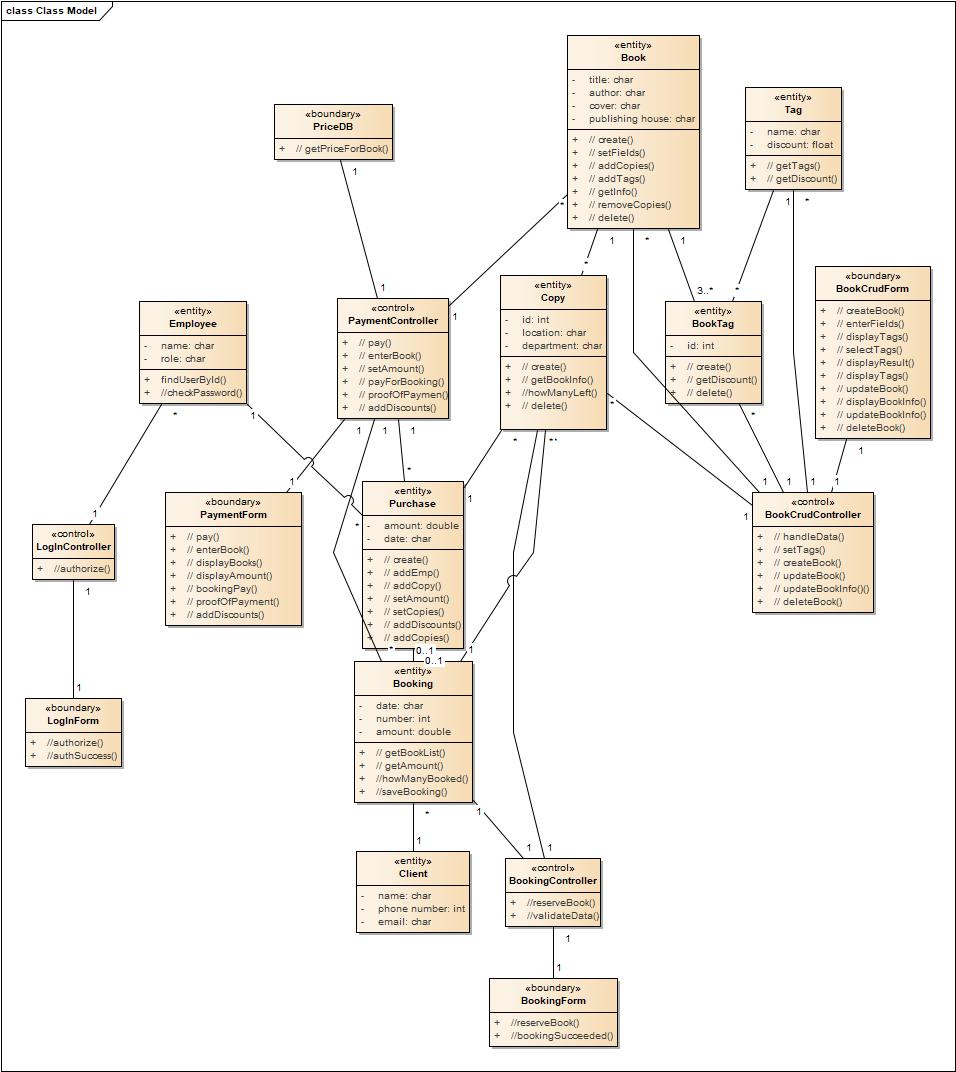 class Class Model
«entity»
Book
- title: char
- author: char
- cover: char
- publishing house: char
+ // create()
+ // setFields()
+ // addCopies()
+ // addTags()
+ // getInfo()
+ // removeCopies()
+ // delete()
«entity»
Tag
- name: char
- discount: float
+ // getTags()
+ // getDiscount()
«boundary»
PriceDB
+ // getPriceForBook()
1
1
*
1
*
1
*
1
1
*
*
3..*
1
*
«boundary»
BookCrudForm
+ // createBook()
+ // enterFields()
+ // displayTags()
+ // selectTags()
+ // displayResult()
+ // displayTags()
+ // updateBook()
+ // displayBookInfo()
+ // updateBookInfo()
+ // deleteBook()
1
«entity»
Copy
- id: int
- location: char
- department: char
+ // create()
+ // getBookInfo()
+ //howManyLeft()
+ // delete()
*
*
**
«entity»
BookTag
- id: int
+ // create()
+ // getDiscount()
+ // delete()
*
«control»
PaymentController
+ // pay()
+ // enterBook()
+ // setAmount()
+ // payForBooking()
+ // proofOfPaymen()
+ // addDiscounts()
1
1
1
«entity»
Employee
- name: char
- role: char
+ findUserById()
+ //checkPassword()
*
1
1
1
*
*
1
1
1
1
1
1
«control»
BookCrudController
+ // handleData()
+ // setTags()
+ // createBook()
+ // updateBook()
+ // updateBookInfo()()
+ // deleteBook()
«entity»
Purchase
- amount: double
- date: char
+ // create()
+ // addEmp()
+ // addCopy()
+ // setAmount()
+ // setCopies()
+ // addDiscounts()
+ // addCopies()
«boundary»
PaymentForm
+ // pay()
+ // enterBook()
+ // displayBooks()
+ // displayAmount()
+ // bookingPay()
+ // proofOfPayment()
+ // addDiscounts()
«control»
LogInController
+ //authorize()
1
1
«boundary»
LogInForm
+ //authorize()
+ //authSuccess()
*
0..1
0..1
1
«entity»
Booking
- date: char
- number: int
- amount: double
+ // getBookList()
+ // getAmount()
+ //howManyBooked()
+ //saveBooking()
*
1
1
1
1
«entity»
Client
- name: char
- phone number: int
- email: char
«control»
BookingController
+ //reserveBook()
+ //validateData()
1
1
«boundary»
BookingForm
+ //reserveBook()
+ //bookingSucceeded()